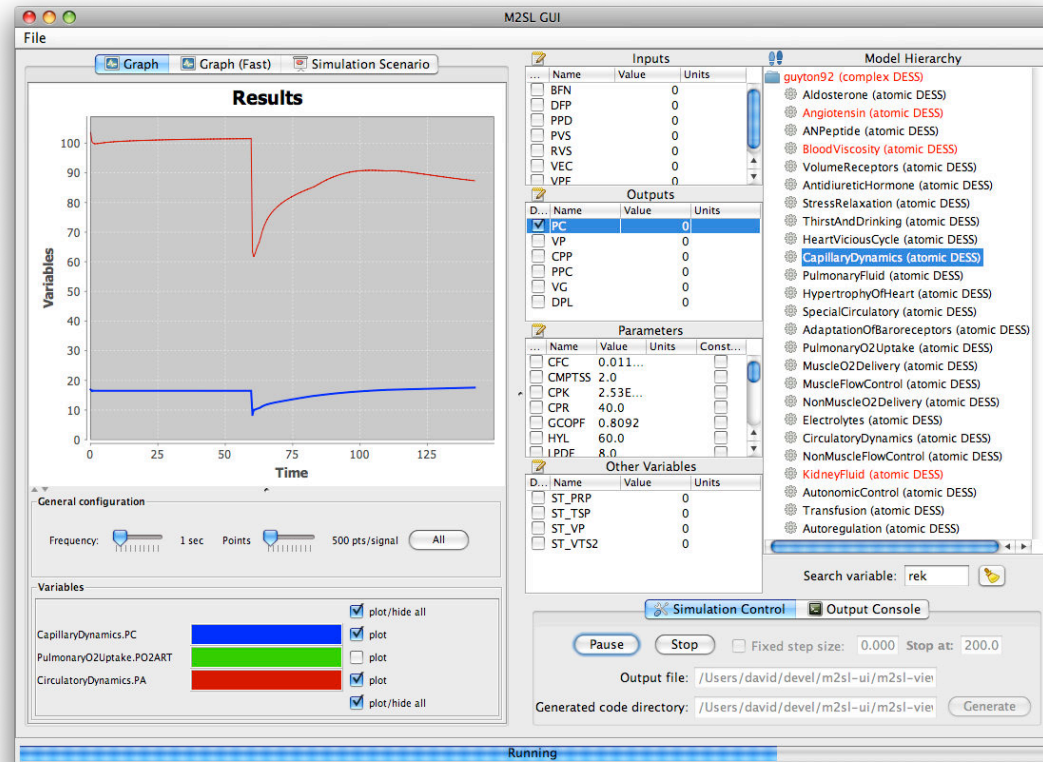 M2SL GUI
File
Graph
Graph (Fast)
Simulation Scenario
Results
Variables
100
90
80
70
60
50
40
30
20
10
0
0 25 50 75 100 125
Time
General configuration
Frequency: 1 sec Points 500 pts/signal All
Variables
plot/hide all
CapillaryDynamics.PC plot
PulmonaryO2Uptake.PO2ART plot
CirculatoryDynamics.PA plot
plot/hide all
Inputs
... Name Value Units
BFN 0
DFP 0
PPD 0
PVS 0
RVS 0
VEC 0
VPF 0
Outputs
D... Name Value Units
PC 0
VP 0
CPP 0
PPC 0
VG 0
DPL 0
Parameters
... Name Value Units Const...
CFC 0.011...
CMPTSS 2.0
CPK 2.53E...
CPR 40.0
GCOPF 0.8092
HYL 60.0
LPDE 8.0
Other Variables
D... Name Value Units
ST_PRP 0
ST_TSP 0
ST_VP 0
ST_VTS2 0
Model Hierarchy
guyton92 (complex DESS)
Aldosterone (atomic DESS)
Angiotensin (atomic DESS)
ANPeptide (atomic DESS)
BloodViscosity (atomic DESS)
VolumeReceptors (atomic DESS)
AntidiureticHormone (atomic DESS)
StressRelaxation (atomic DESS)
ThirstAndDrinking (atomic DESS)
HeartViciousCycle (atomic DESS)
CapillaryDynamics (atomic DESS)
PulmonaryFluid (atomic DESS)
HypertrophyOfHeart (atomic DESS)
SpecialCirculatory (atomic DESS)
AdaptationOfBaroreceptors (atomic DESS)
PulmonaryO2Uptake (atomic DESS)
MuscleO2Delivery (atomic DESS)
MuscleFlowControl (atomic DESS)
NonMuscleO2Delivery (atomic DESS)
Electrolytes (atomic DESS)
CirculatoryDynamics (atomic DESS)
NonMuscleFlowControl (atomic DESS)
KidneyFluid (atomic DESS)
AutonomicControl (atomic DESS)
Transfusion (atomic DESS)
Autoregulation (atomic DESS)
Search variable: rek
Simulation Control
Output Console
Pause Stop Fixed step size: 0.000 Stop at: 200.0
Output file: /Users/david/devel/m2sl-ui/m2sl-viev
Generated code directory: /Users/david/devel/m2sl-ui/m2sl-viev Generate
Running